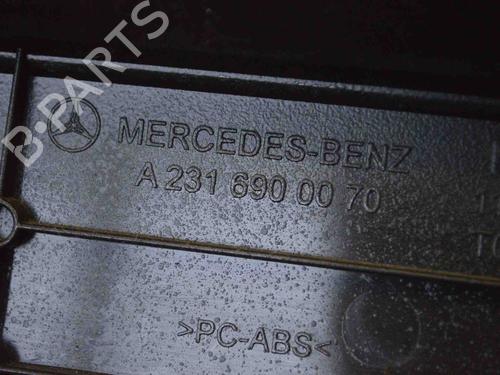 B-PARTS
MERCEDES-BENZ
A 231 690 00 70
>PC-ABS<